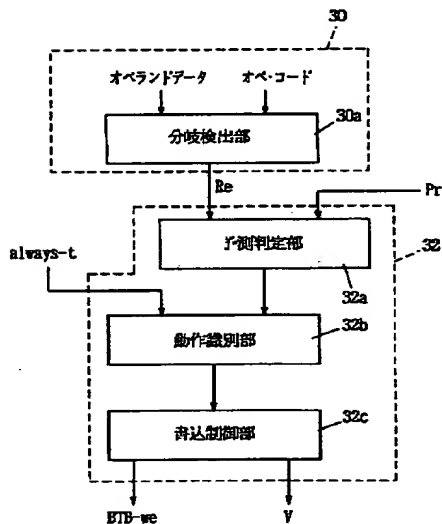 30
オペランドデータ
オペ・コード
30a
分岐検出部
Re
Pr
予測判定部
32
always-t
32a
32b
動作識別部
32c
書込制御部
BTB-we
V